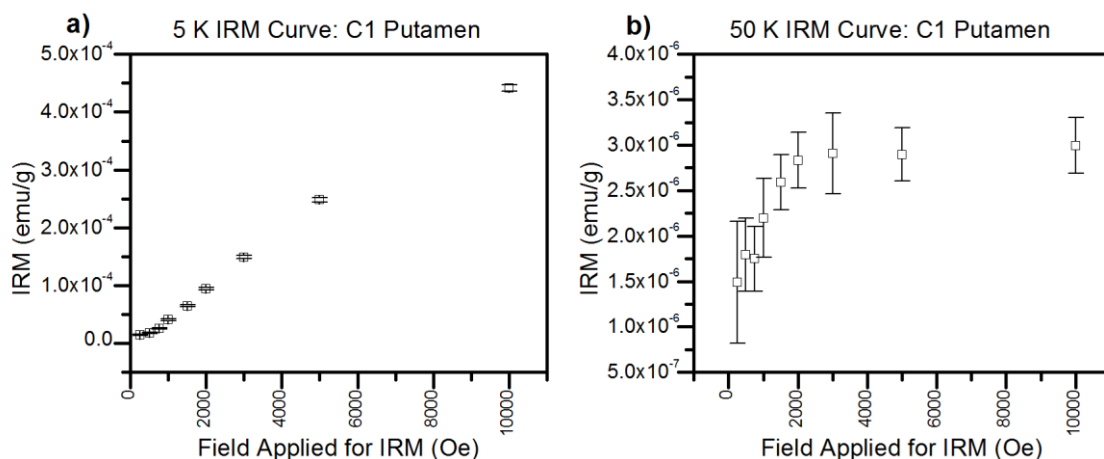 a)
5 K IRM Curve: C1 Putamen
5.0x10⁻⁴
4.0x10⁻⁴
3.0x10⁻⁴
2.0x10⁻⁴
1.0x10⁻⁴
0.0
IRM (emu/g)
0
2000
4000
6000
8000
10000
Field Applied for IRM (Oe)
b)
50 K IRM Curve: C1 Putamen
4.0x10⁻⁶
3.5x10⁻⁶
3.0x10⁻⁶
2.5x10⁻⁶
2.0x10⁻⁶
1.5x10⁻⁶
1.0x10⁻⁶
5.0x10⁻⁷
IRM (emu/g)
0
2000
4000
6000
8000
10000
Field Applied for IRM (Oe)